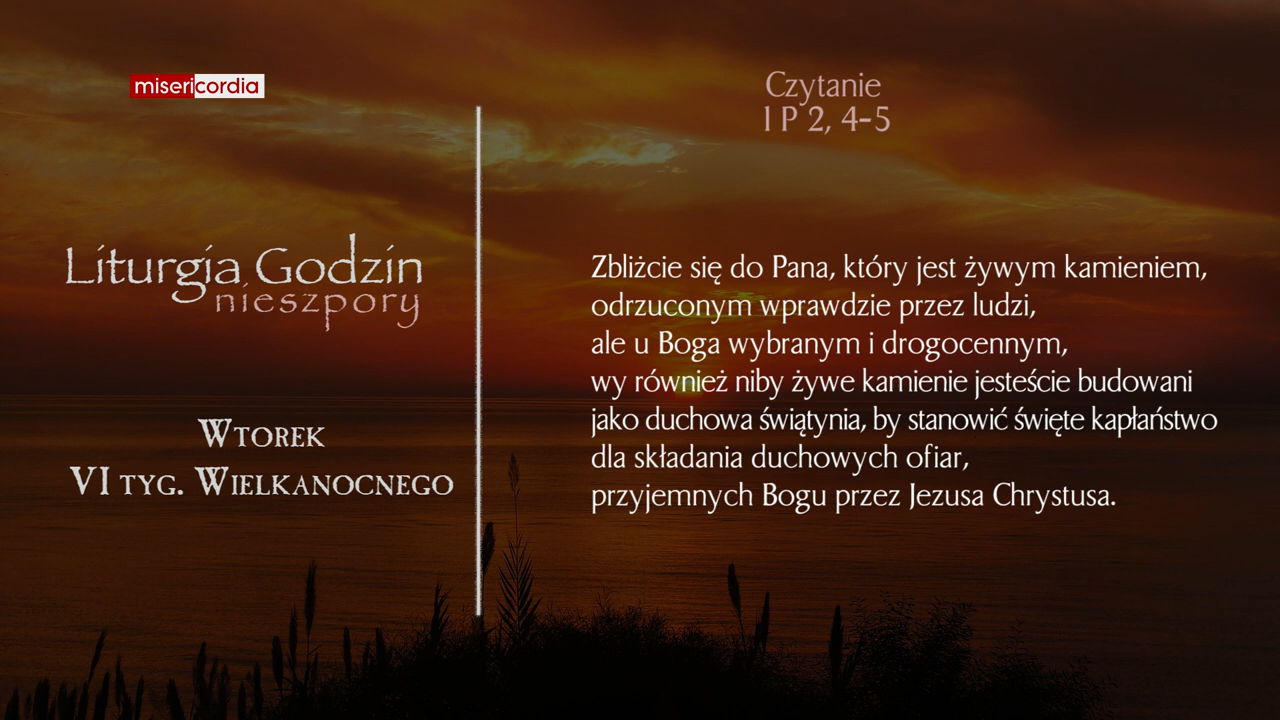 misericordia
Liturgia Godzin
nieszpory
Wtorek
VI tyg. Wielkanocnego
Czytanie
1 P 2, 4-5
Zbliżcie się do Pana, który jest żywym kamieniem,
odrzuconym wprawdzie przez ludzi,
ale u Boga wybranym i drogocennym,
wy również niby żywe kamienie jesteście budowani
jako duchowa świątynia, by stanowić święte kapłaństwo
dla składania duchowych ofiar,
przyjemnych Bogu przez Jezusa Chrystusa.